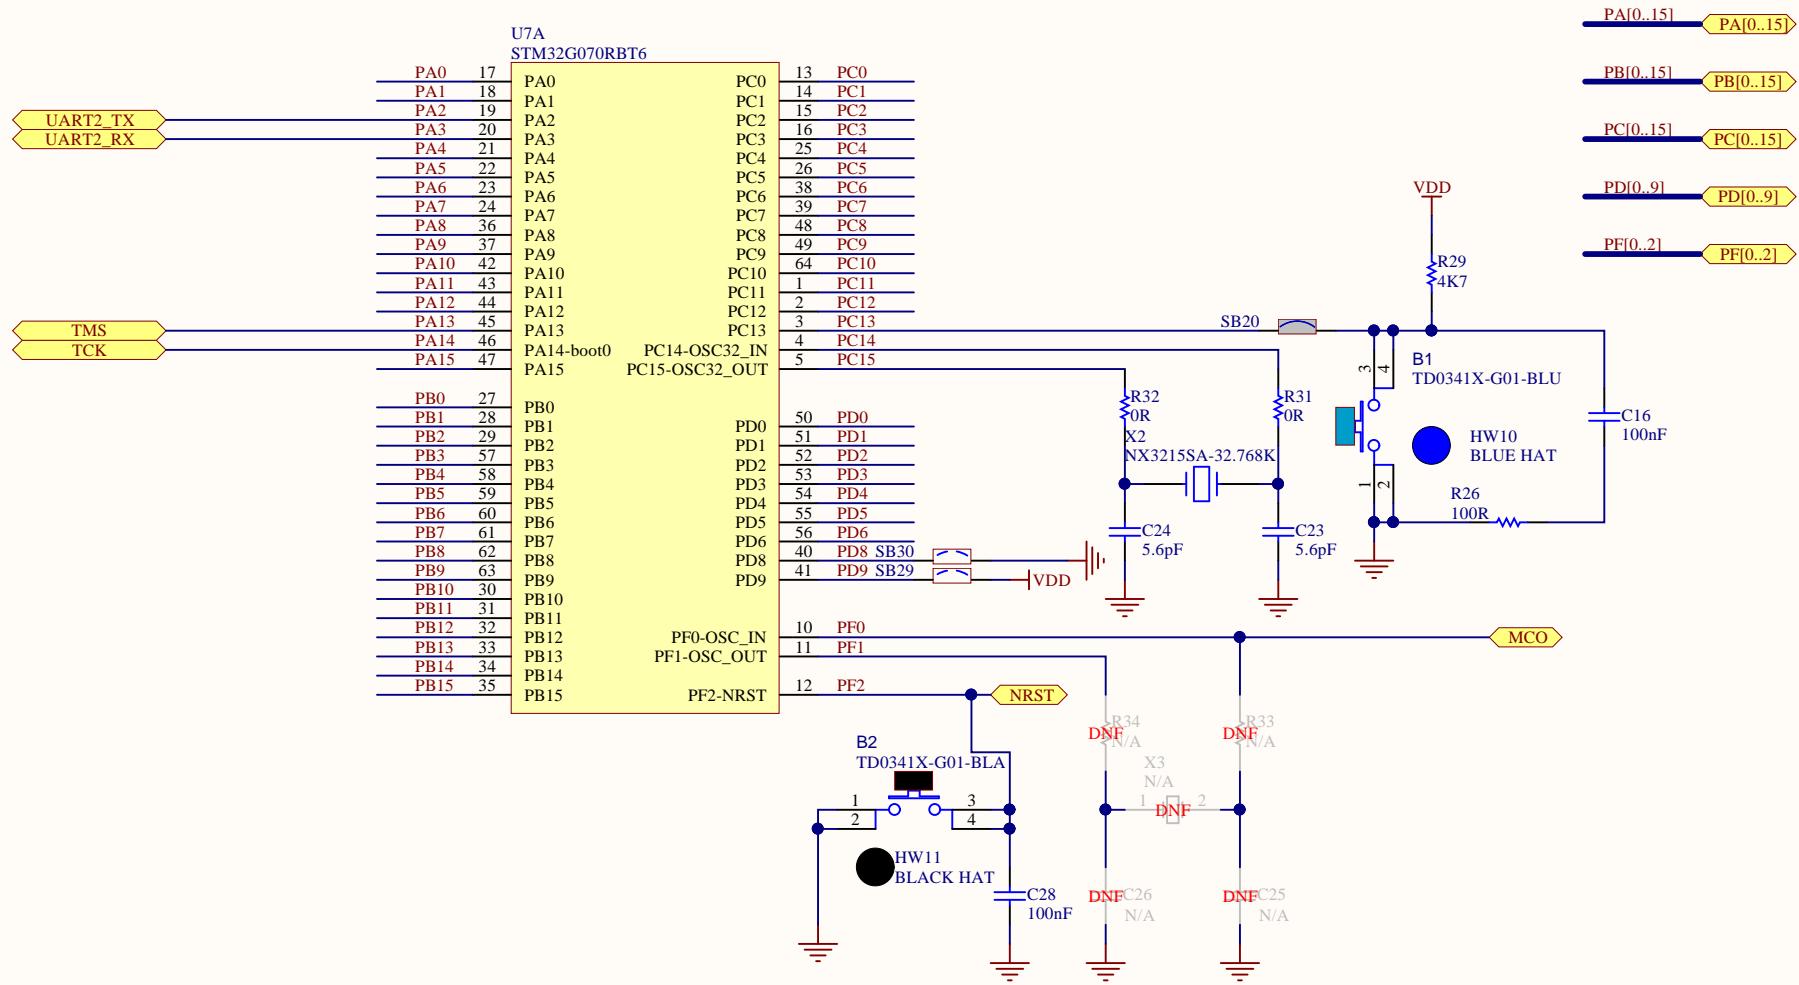 U7A
STM32G070RBT6
PA0 17 PA0
PA1 18 PA1
UART2_TX PA2 19 PA2
UART2_RX PA3 20 PA3
PA4 21 PA4
PA5 22 PA5
PA6 23 PA6
PA7 24 PA7
PA8 36 PA8
PA9 37 PA9
PA10 42 PA10
PA11 43 PA11
PA12 44 PA12
TMS PA13 45 PA13
TCK PA14 46 PA14-boot0
PA15 47 PA15
PB0 27 PB0
PB1 28 PB1
PB2 29 PB2
PB3 57 PB3
PB4 58 PB4
PB5 59 PB5
PB6 60 PB6
PB7 61 PB7
PB8 62 PB8
PB9 63 PB9
PB10 30 PB10
PB11 31 PB11
PB12 32 PB12
PB13 33 PB13
PB14 34 PB14
PB15 35 PB15
PC0 13 PC0
PC1 14 PC1
PC2 15 PC2
PC3 16 PC3
PC4 25 PC4
PC5 26 PC5
PC6 38 PC6
PC7 39 PC7
PC8 48 PC8
PC9 49 PC9
PC10 64 PC10
PC11 1 PC11
PC12 2 PC12
PC13 3 PC13 SB20
PC14-OSC32_IN 4 PC14
PC15-OSC32_OUT 5 PC15
PD0 50 PD0
PD1 51 PD1
PD2 52 PD2
PD3 53 PD3
PD4 54 PD4
PD5 55 PD5
PD6 56 PD6
PD8 40 PD8 SB30
PD9 41 PD9 SB29 VDD
PF0-OSC_IN 10 PF0 MCO
PF1-OSC_OUT 11 PF1
PF2-NRST 12 PF2 NRST
PA[0..15] PA[0..15]
PB[0..15] PB[0..15]
PC[0..15] PC[0..15]
PD[0..9] PD[0..9]
PF[0..2] PF[0..2]
VDD
R29
4K7
B1
TD0341X-G01-BLU
3 4
1 2
HW10
BLUE HAT
C16
100nF
R26
100R
R32
0R
R31
0R
X2
NX3215SA-32.768K
C24
5.6pF
C23
5.6pF
B2
TD0341X-G01-BLA
1 3
2 4
HW11
BLACK HAT
C28
100nF
R34
DNF
N/A
R33
DNF
N/A
X3
N/A
1 DNF 2
DNF C26
N/A
DNF C25
N/A